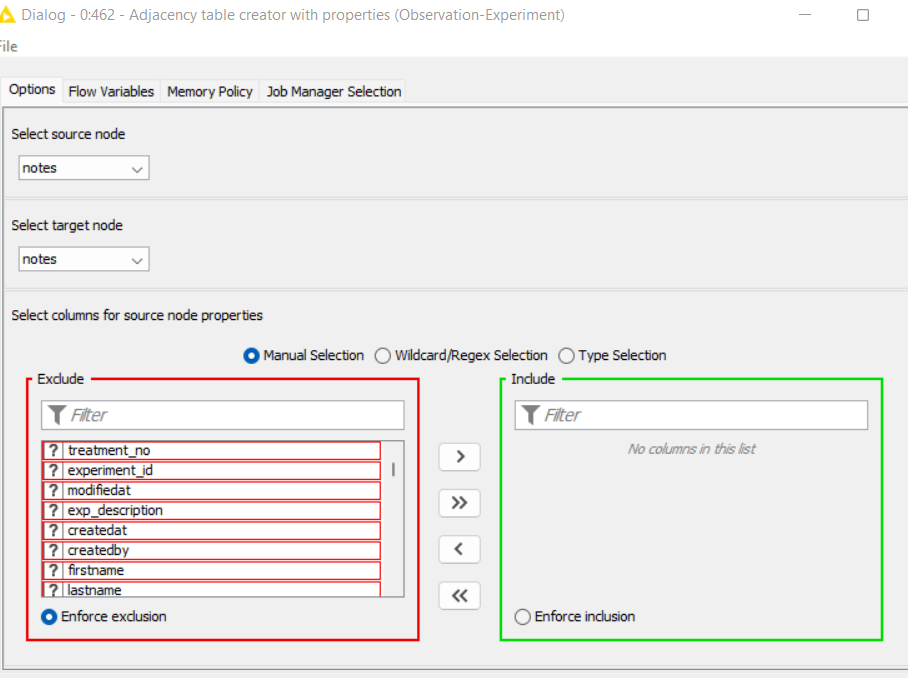 Dialog - 0:462 - Adjacency table creator with properties (Observation-Experiment)
File
Options Flow Variables Memory Policy Job Manager Selection
Select source node
notes
Select target node
notes
Select columns for source node properties
Manual Selection Wildcard/Regex Selection Type Selection
Exclude Include
Filter Filter
? treatment_no No columns in this list
? experiment_id
? modifiedat
? exp_description
? createdat
? createdby
? firstname
? lastname
Enforce exclusion Enforce inclusion